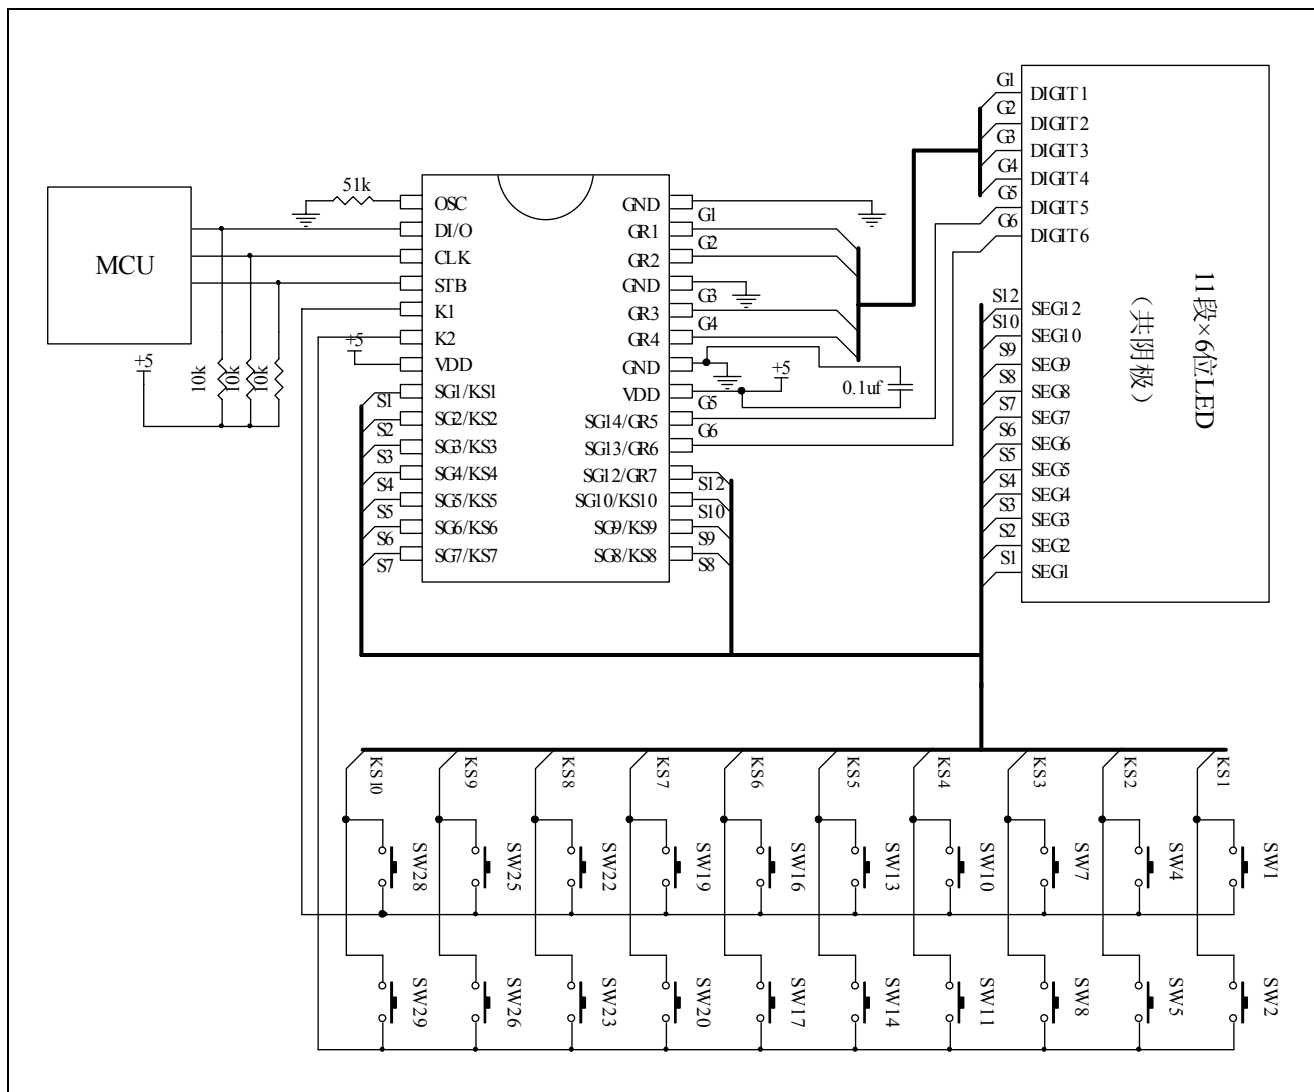 MCU
+5
10k
10k
10k
51k
+5
OSC
DI/O
CLK
STB
K1
K2
VDD
SG1/KS1
SG2/KS2
SG3/KS3
SG4/KS4
SG5/KS5
SG6/KS6
SG7/KS7
S1
S2
S3
S4
S5
S6
S7
GND
GR1
GR2
GND
GR3
GR4
GND
VDD
SG14/GR5
SG13/GR6
SG12/GR7
SG10/KS10
SG9/KS9
SG8/KS8
G1
G2
G3
G4
G5
G6
S12
S10
S9
S8
+5
0.1uf
G1
G2
G3
G4
G5
G6
DIGIT1
DIGIT2
DIGIT3
DIGIT4
DIGIT5
DIGIT6
S12
S10
S9
S8
S7
S6
S5
S4
S3
S2
S1
SEG12
SEG10
SEG9
SEG8
SEG7
SEG6
SEG5
SEG4
SEG3
SEG2
SEG1
11段×6位LED
（共阴极）
KS10
KS9
KS8
KS7
KS6
KS5
KS4
KS3
KS2
KS1
SW28
SW25
SW22
SW19
SW16
SW13
SW10
SW7
SW4
SW1
SW29
SW26
SW23
SW20
SW17
SW14
SW11
SW8
SW5
SW2